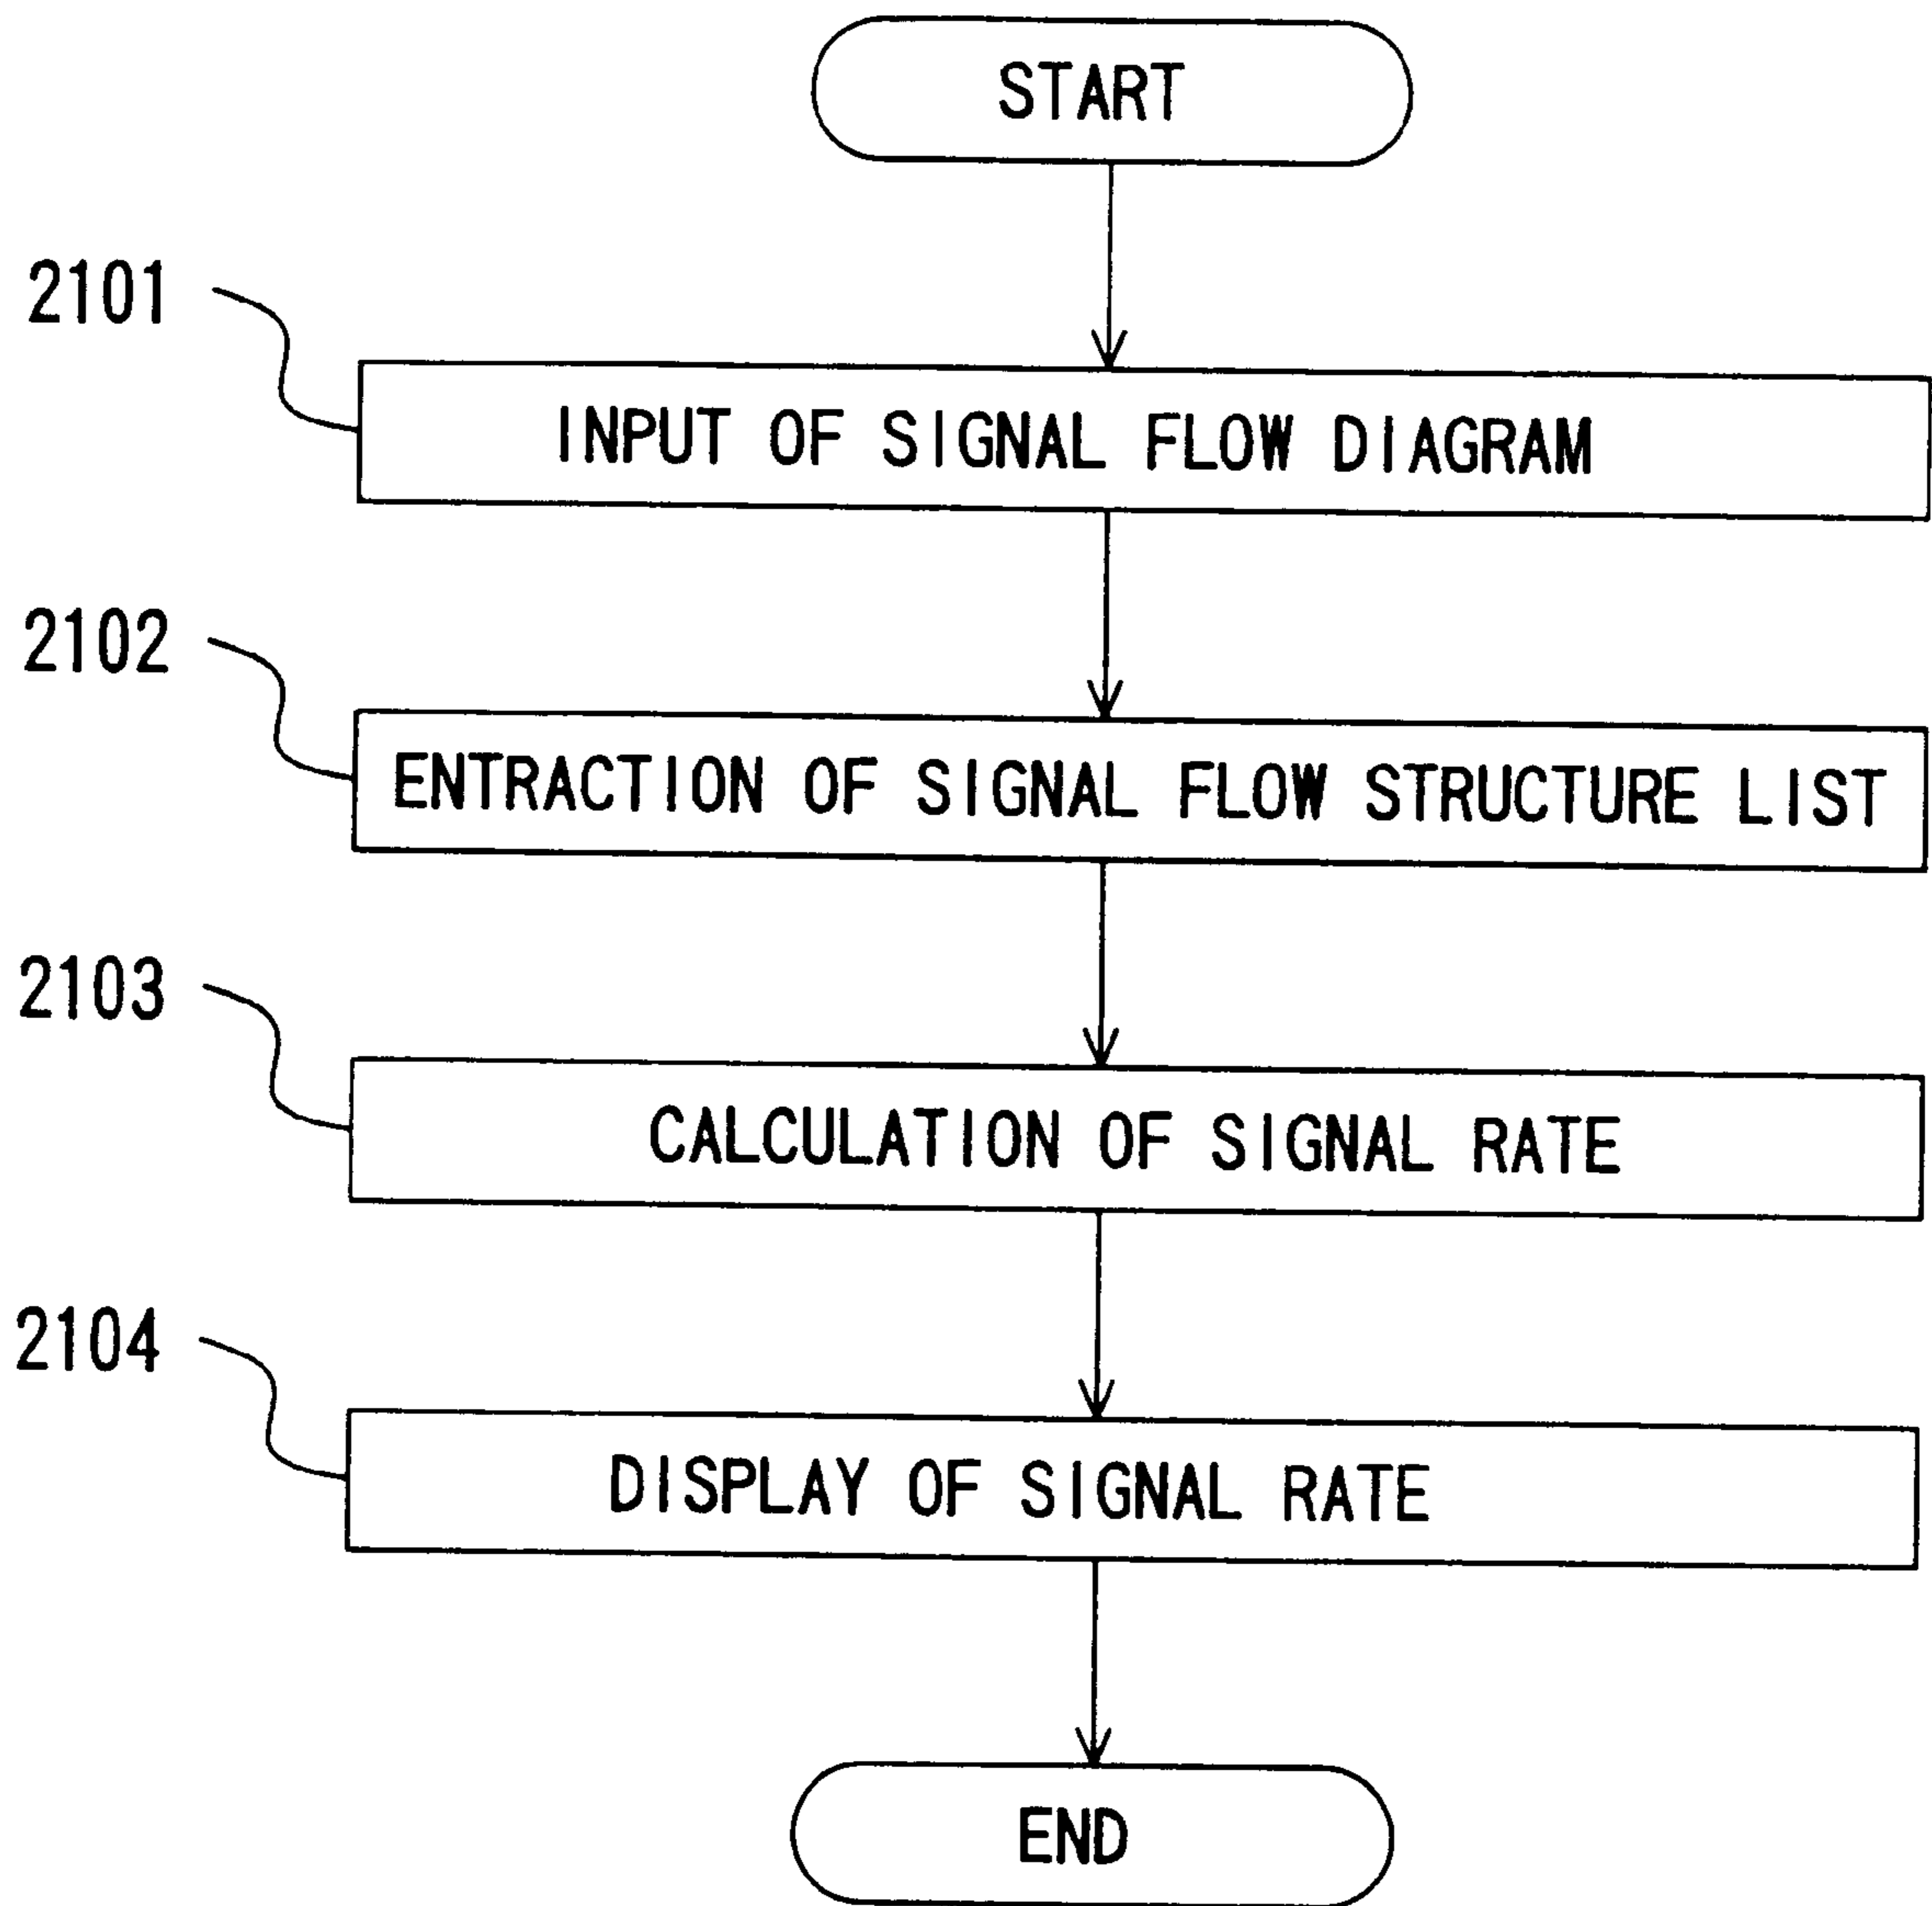 START
2101
INPUT OF SIGNAL FLOW DIAGRAM
2102
ENTRACTION OF SIGNAL FLOW STRUCTURE LIST
2103
CALCULATION OF SIGNAL RATE
2104
DISPLAY OF SIGNAL RATE
END